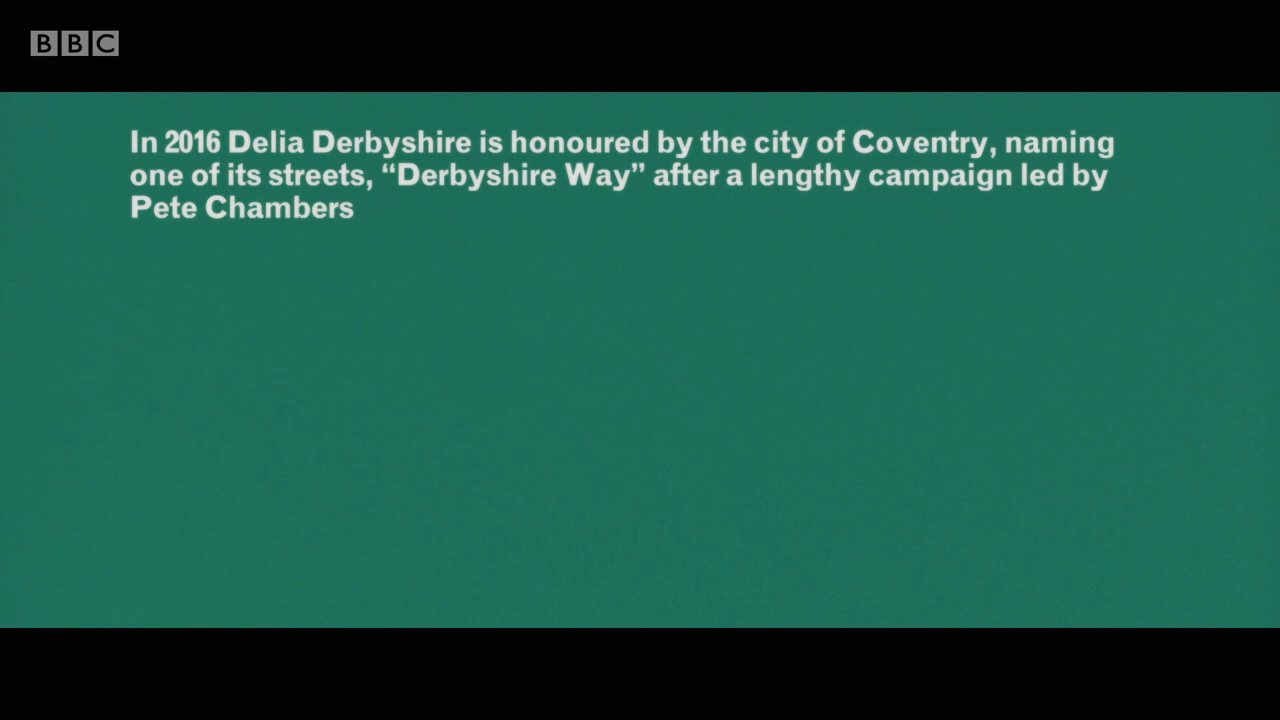 BBC
In 2016 Delia Derbyshire is honoured by the city of Coventry, naming
one of its streets, “Derbyshire Way” after a lengthy campaign led by
Pete Chambers